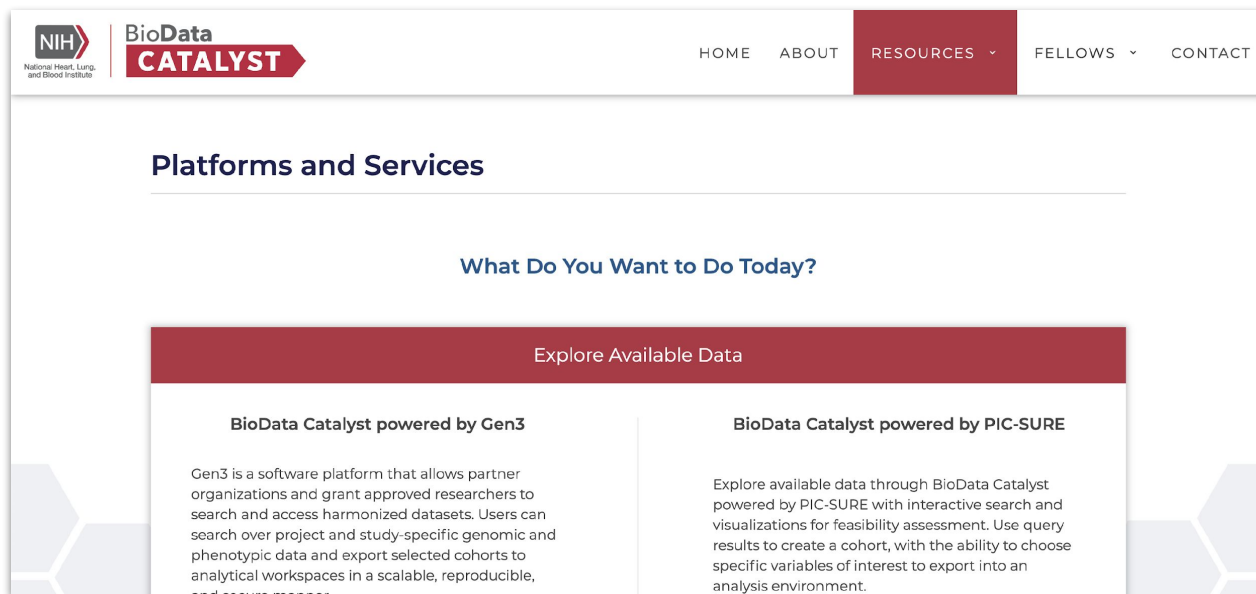 NIH
National Heart, Lung,
and Blood Institute
BioData
CATALYST
HOME ABOUT RESOURCES FELLOWS CONTACT
Platforms and Services
What Do You Want to Do Today?
Explore Available Data
BioData Catalyst powered by Gen3
Gen3 is a software platform that allows partner
organizations and grant approved researchers to
search and access harmonized datasets. Users can
search over project and study-specific genomic and
phenotypic data and export selected cohorts to
analytical workspaces in a scalable, reproducible,
and secure manner.
BioData Catalyst powered by PIC-SURE
Explore available data through BioData Catalyst
powered by PIC-SURE with interactive search and
visualizations for feasibility assessment. Use query
results to create a cohort, with the ability to choose
specific variables of interest to export into an
analysis environment.